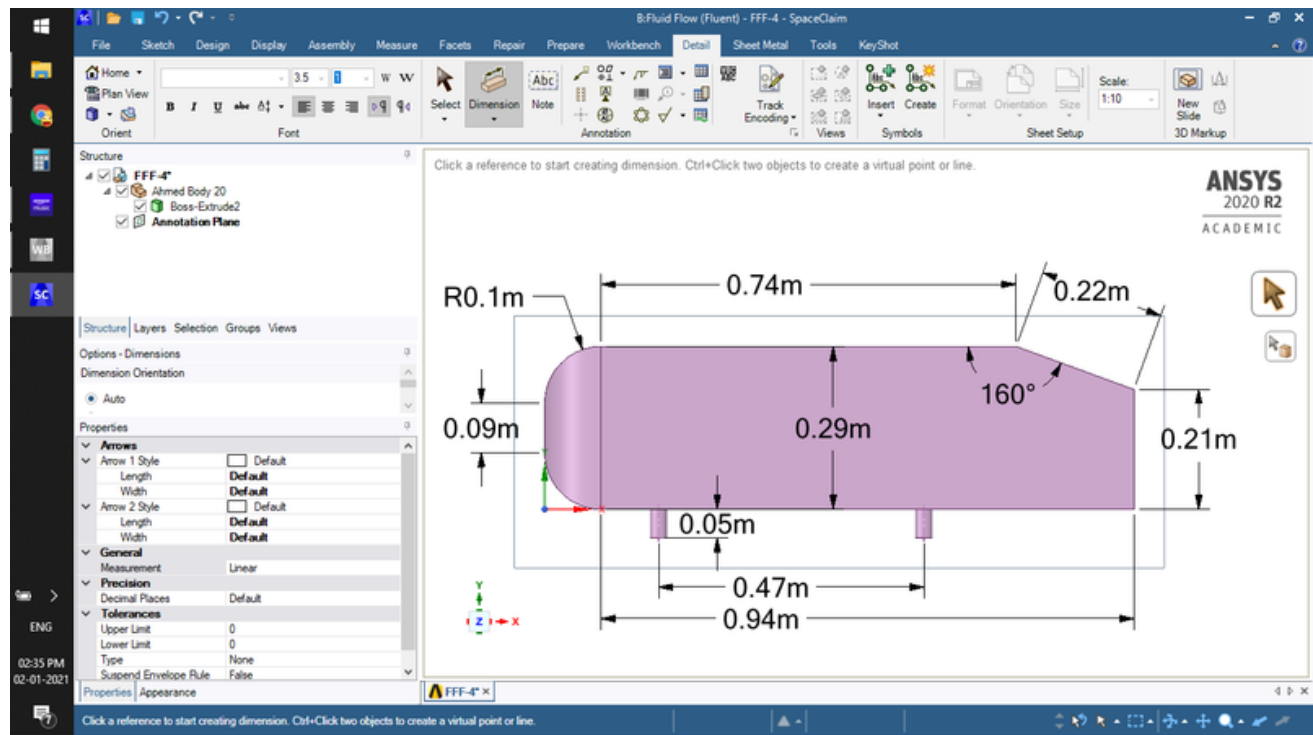 B:Fluid Flow (Fluent) - FFF-4 - SpaceClaim
File Sketch Design Display Assembly Measure Facets Repair Prepare Workbench Detail Sheet Metal Tools KeyShot
Home
Plan View
Orient
3.5
B I U abc
W W
Font
Select
Dimension
Abc
Note
Annotation
Track
Encoding
Views
Insert Create
Symbols
Format Orientation Size
Scale:
1:10
Sheet Setup
New
Slide
3D Markup
Structure
FFF-4*
Ahmed Body 20
Boss-Extrude2
Annotation Plane
Structure Layers Selection Groups Views
Options - Dimensions
Dimension Orientation
Auto
Properties
Arrows
Arrow 1 Style Default
Length Default
Width Default
Arrow 2 Style Default
Length Default
Width Default
General
Measurement Linear
Precision
Decimal Places Default
Tolerances
Upper Limit 0
Lower Limit 0
Type None
Suspend Envelope Rule False
Properties Appearance
Click a reference to start creating dimension. Ctrl+Click two objects to create a virtual point or line.
ANSYS
2020 R2
ACADEMIC
0.74m
0.22m
R0.1m
160°
0.09m
0.29m
0.21m
0.05m
0.47m
0.94m
Y
Z X
X
FFF-4*
Click a reference to start creating dimension. Ctrl+Click two objects to create a virtual point or line.
WB
SC
ENG
02:35 PM
02-01-2021